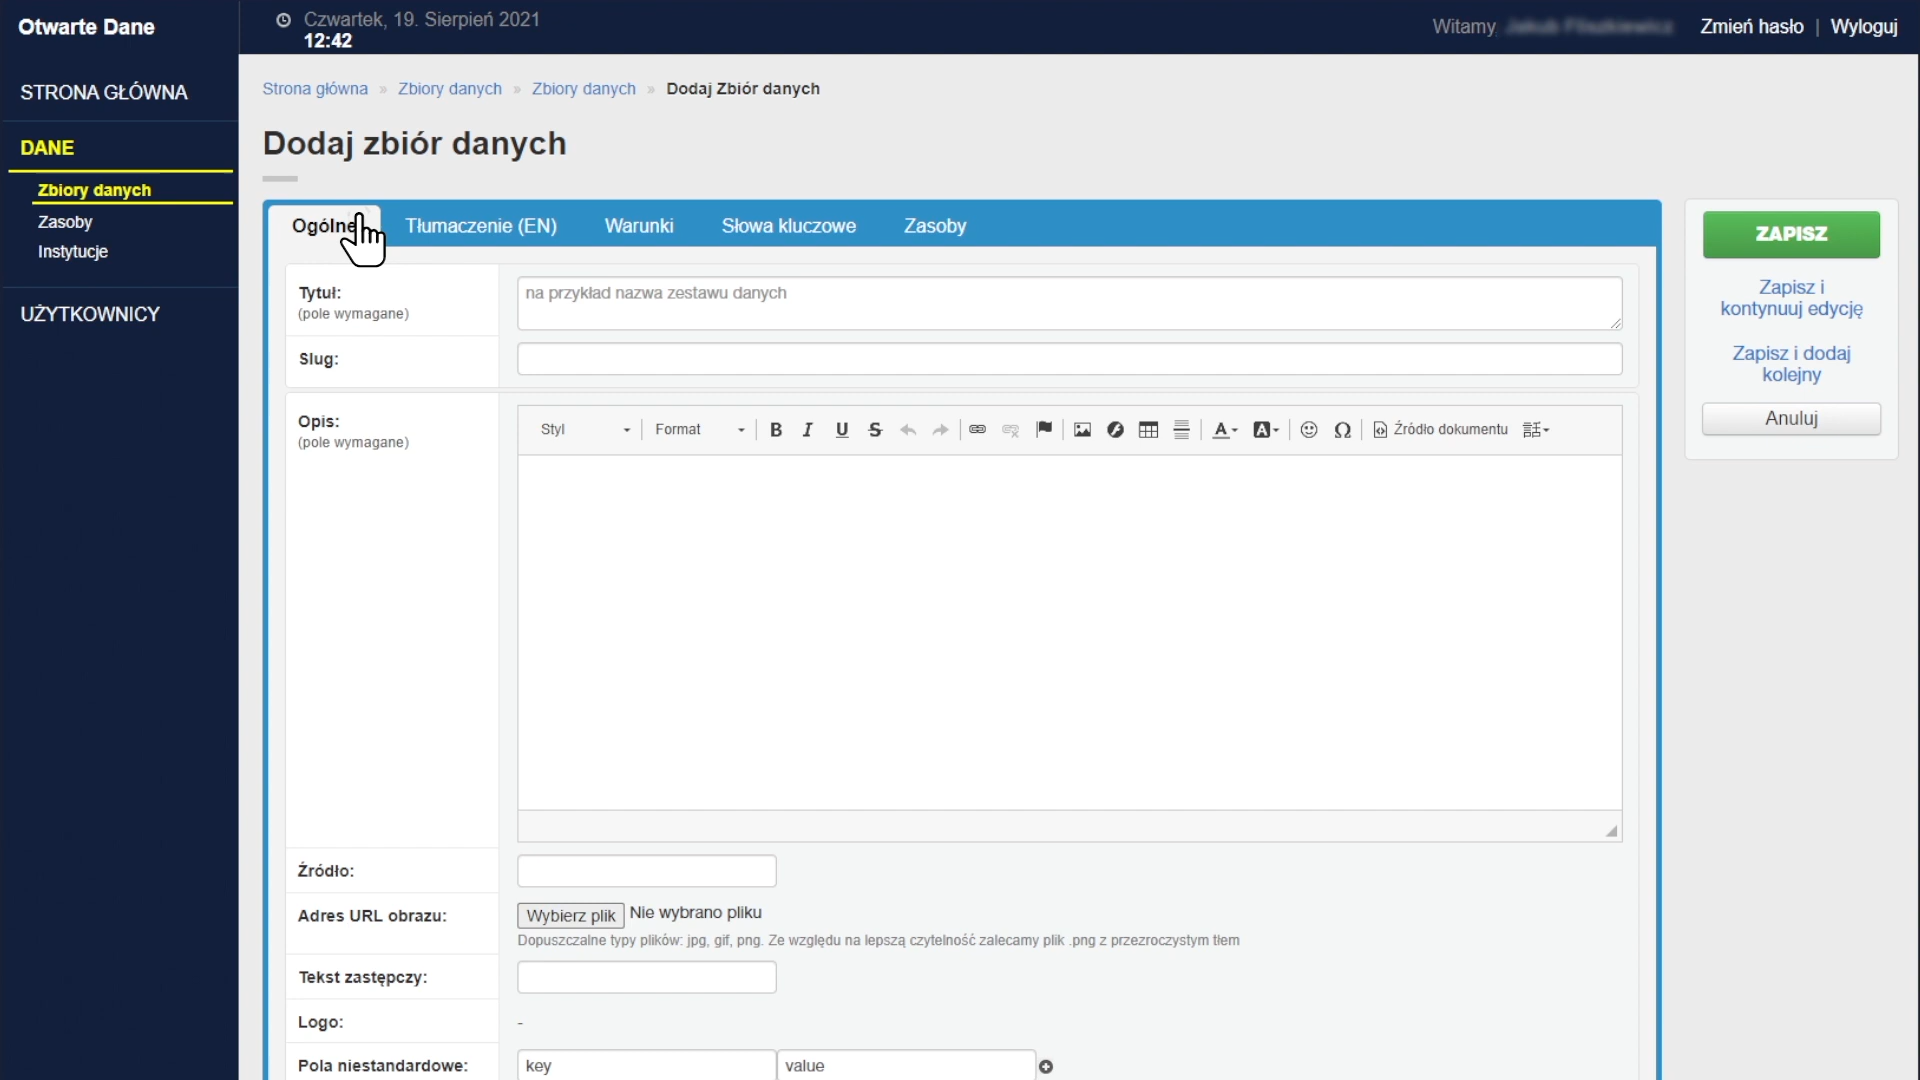 Otwarte Dane
Czwartek, 19. Sierpień 2021
12:42
Witamy,
Zmień hasło | Wyloguj
STRONA GŁÓWNA
DANE
Zbiory danych
Zasoby
Instytucje
UŻYTKOWNICY
Strona główna » Zbiory danych » Zbiory danych » Dodaj Zbiór danych
Dodaj zbiór danych
Ogólne Tłumaczenie (EN) Warunki Słowa kluczowe Zasoby
Tytuł:
(pole wymagane)
na przykład nazwa zestawu danych
Slug:
Opis:
(pole wymagane)
Styl Format B I U S A A Ω Źródło dokumentu
Źródło:
Adres URL obrazu:
Wybierz plik Nie wybrano pliku
Dopuszczalne typy plików: jpg, gif, png. Ze względu na lepszą czytelność zalecamy plik .png z przezroczystym tłem
Tekst zastępczy:
Logo:
-
Pola niestandardowe:
key value
ZAPISZ
Zapisz i
kontynuuj edycję
Zapisz i dodaj
kolejny
Anuluj